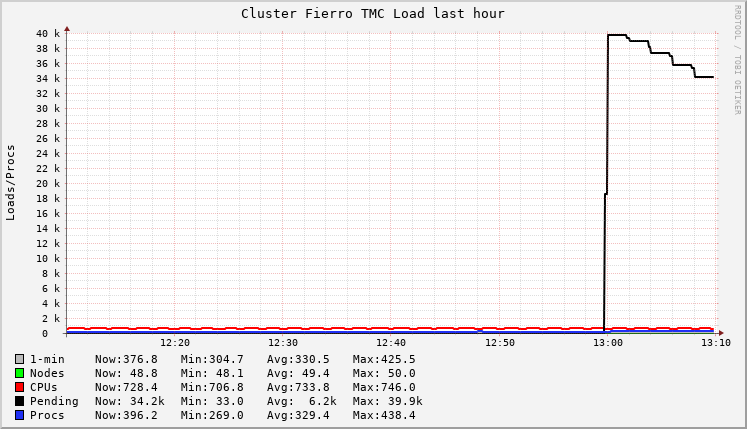 Cluster Fierro TMC Load last hour
RRDTOOL / TOBI OETIKER
Loads/Procs
40 k
38 k
36 k
34 k
32 k
30 k
28 k
26 k
24 k
22 k
20 k
18 k
16 k
14 k
12 k
10 k
8 k
6 k
4 k
2 k
0
12:20 12:30 12:40 12:50 13:00 13:10
1-min Now:376.8 Min:304.7 Avg:330.5 Max:425.5
Nodes Now: 48.8 Min: 48.1 Avg: 49.4 Max: 50.0
CPUs Now:728.4 Min:706.8 Avg:733.8 Max:746.0
Pending Now: 34.2k Min: 33.0 Avg: 6.2k Max: 39.9k
Procs Now:396.2 Min:269.0 Avg:329.4 Max:438.4